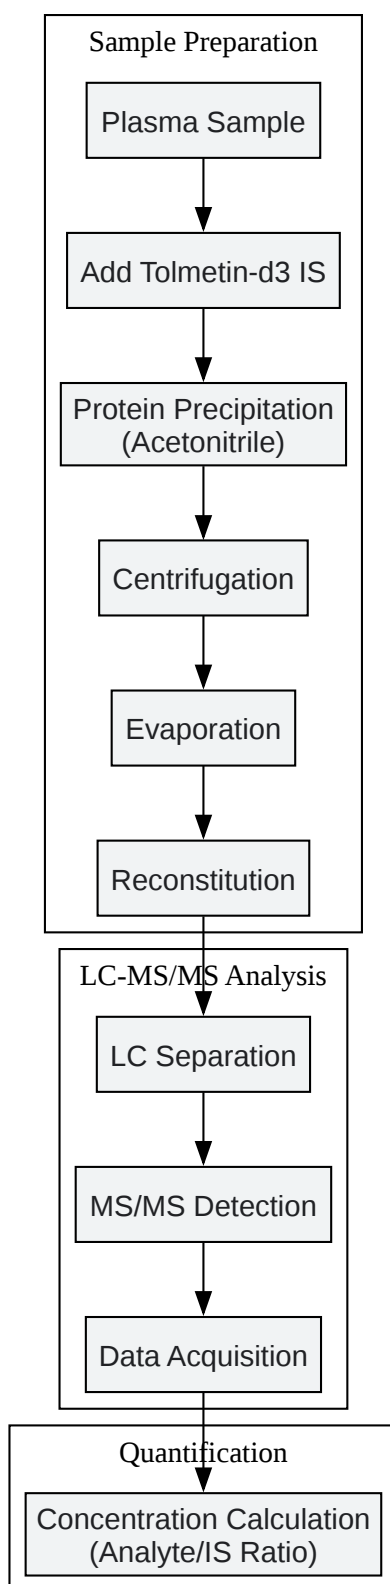 Sample Preparation
Plasma Sample
Add Tolmetin-d3 IS
Protein Precipitation
(Acetonitrile)
Centrifugation
Evaporation
Reconstitution
LC-MS/MS Analysis
LC Separation
MS/MS Detection
Data Acquisition
Quantification
Concentration Calculation
(Analyte/IS Ratio)